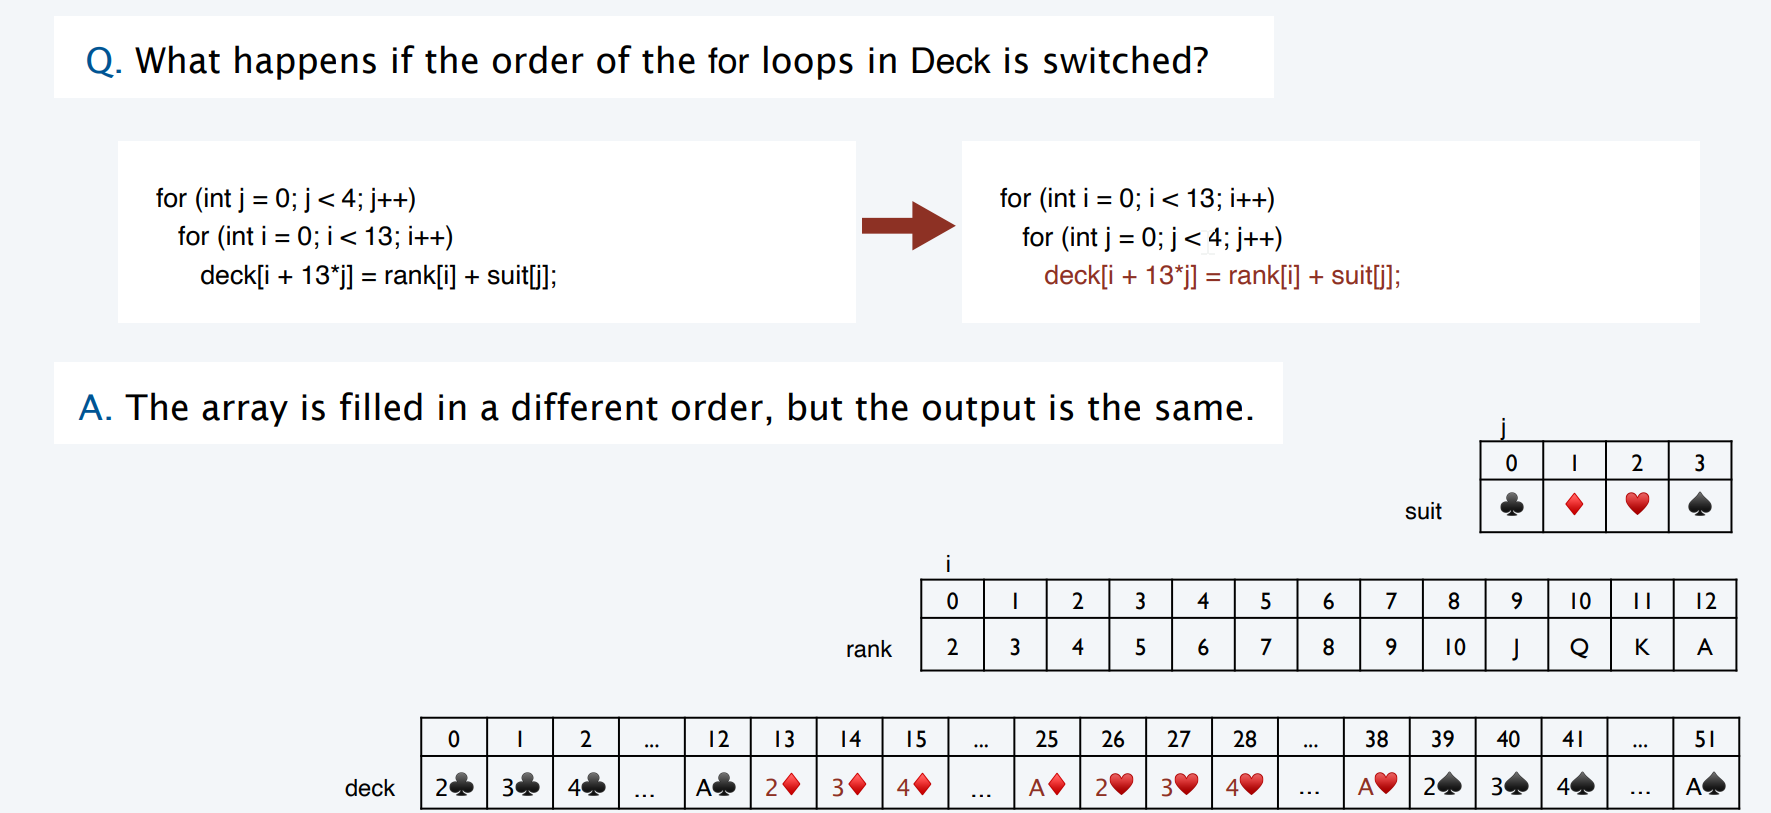 Q. What happens if the order of the for loops in Deck is switched?
for (int j = 0; j < 4; j++)
for (int i = 0; i < 13; i++)
deck[i + 13*j] = rank[i] + suit[j];
for (int i = 0; i < 13; i++)
for (int j = 0; j < 4; j++)
deck[i + 13*j] = rank[i] + suit[j];
A. The array is filled in a different order, but the output is the same.
j
0 1 2 3
suit ♣ ♦ ♥ ♠
i
0 1 2 3 4 5 6 7 8 9 10 11 12
rank 2 3 4 5 6 7 8 9 10 J Q K A
0 1 2 ... 12 13 14 15 ... 25 26 27 28 ... 38 39 40 41 ... 51
deck 2♣ 3♣ 4♣ ... A♣ 2♦ 3♦ 4♦ ... A♦ 2♥ 3♥ 4♥ ... A♥ 2♠ 3♠ 4♠ ... A♠